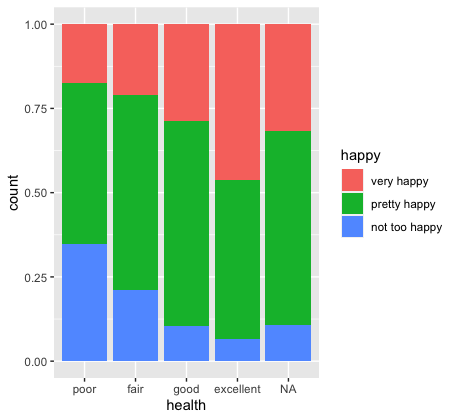 1.00
0.75
0.50
0.25
0.00
count
poor fair good excellent NA
health
happy
very happy
pretty happy
not too happy